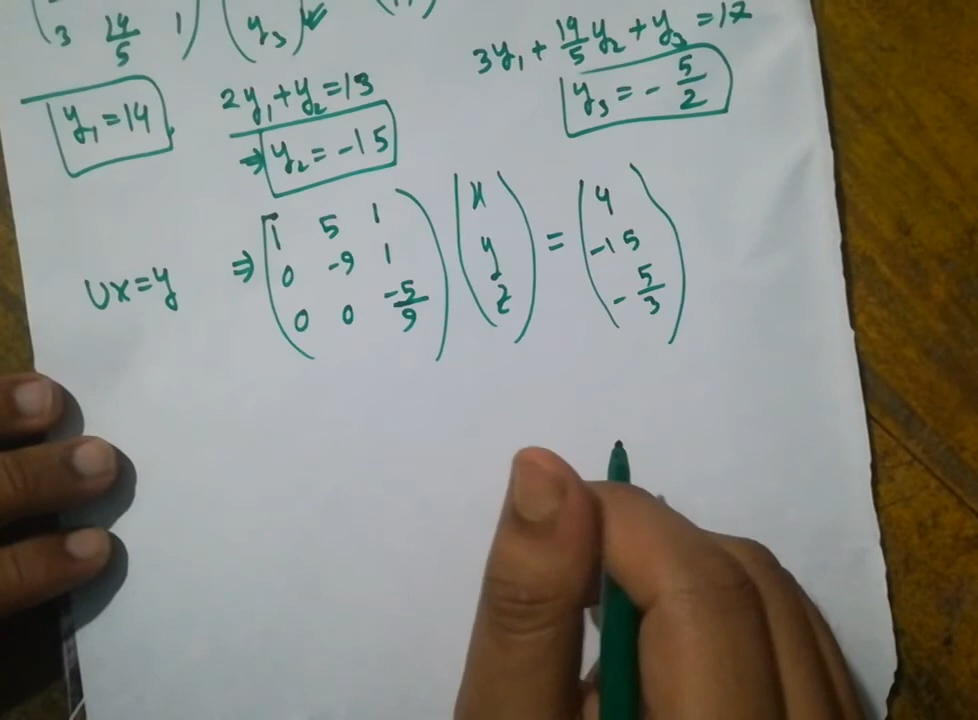 3 14/5 1 ) ( y₃ )
3y₁ + 19/5 y₂ + y₃ = 17
y₁ = 14 2y₁ + y₂ = 13 y₃ = - 5/2
⇒ y₂ = -15
Ux = y ⇒ ( 1 5 1 ) ( x ) = ( 4 )
( 0 -9 1 ) ( y ) ( -15 )
( 0 0 -5/9 ) ( z ) ( - 5/3 )